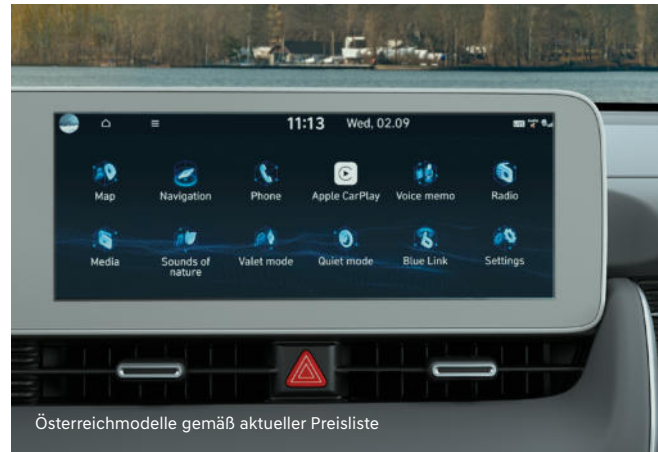 11:13 Wed, 02.09
Map Navigation Phone Apple CarPlay Voice memo Radio
Media Sounds of nature Valet mode Quiet mode Blue Link Settings
Österreichmodelle gemäß aktueller Preisliste